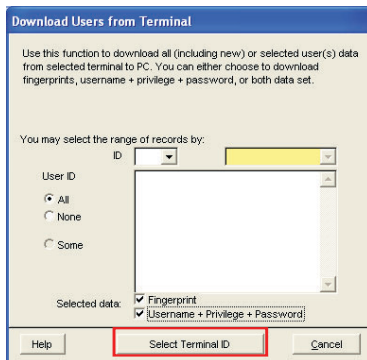 Download Users from Terminal
Use this function to download all (including new) or selected user(s) data
from selected terminal to PC. You can either choose to download
fingerprints, username + privilege + password, or both data set.
You may select the range of records by:
ID
User ID
All
None
Some
Selected data:
Fingerprint
Username + Privilege + Password
Help
Select Terminal ID
Cancel